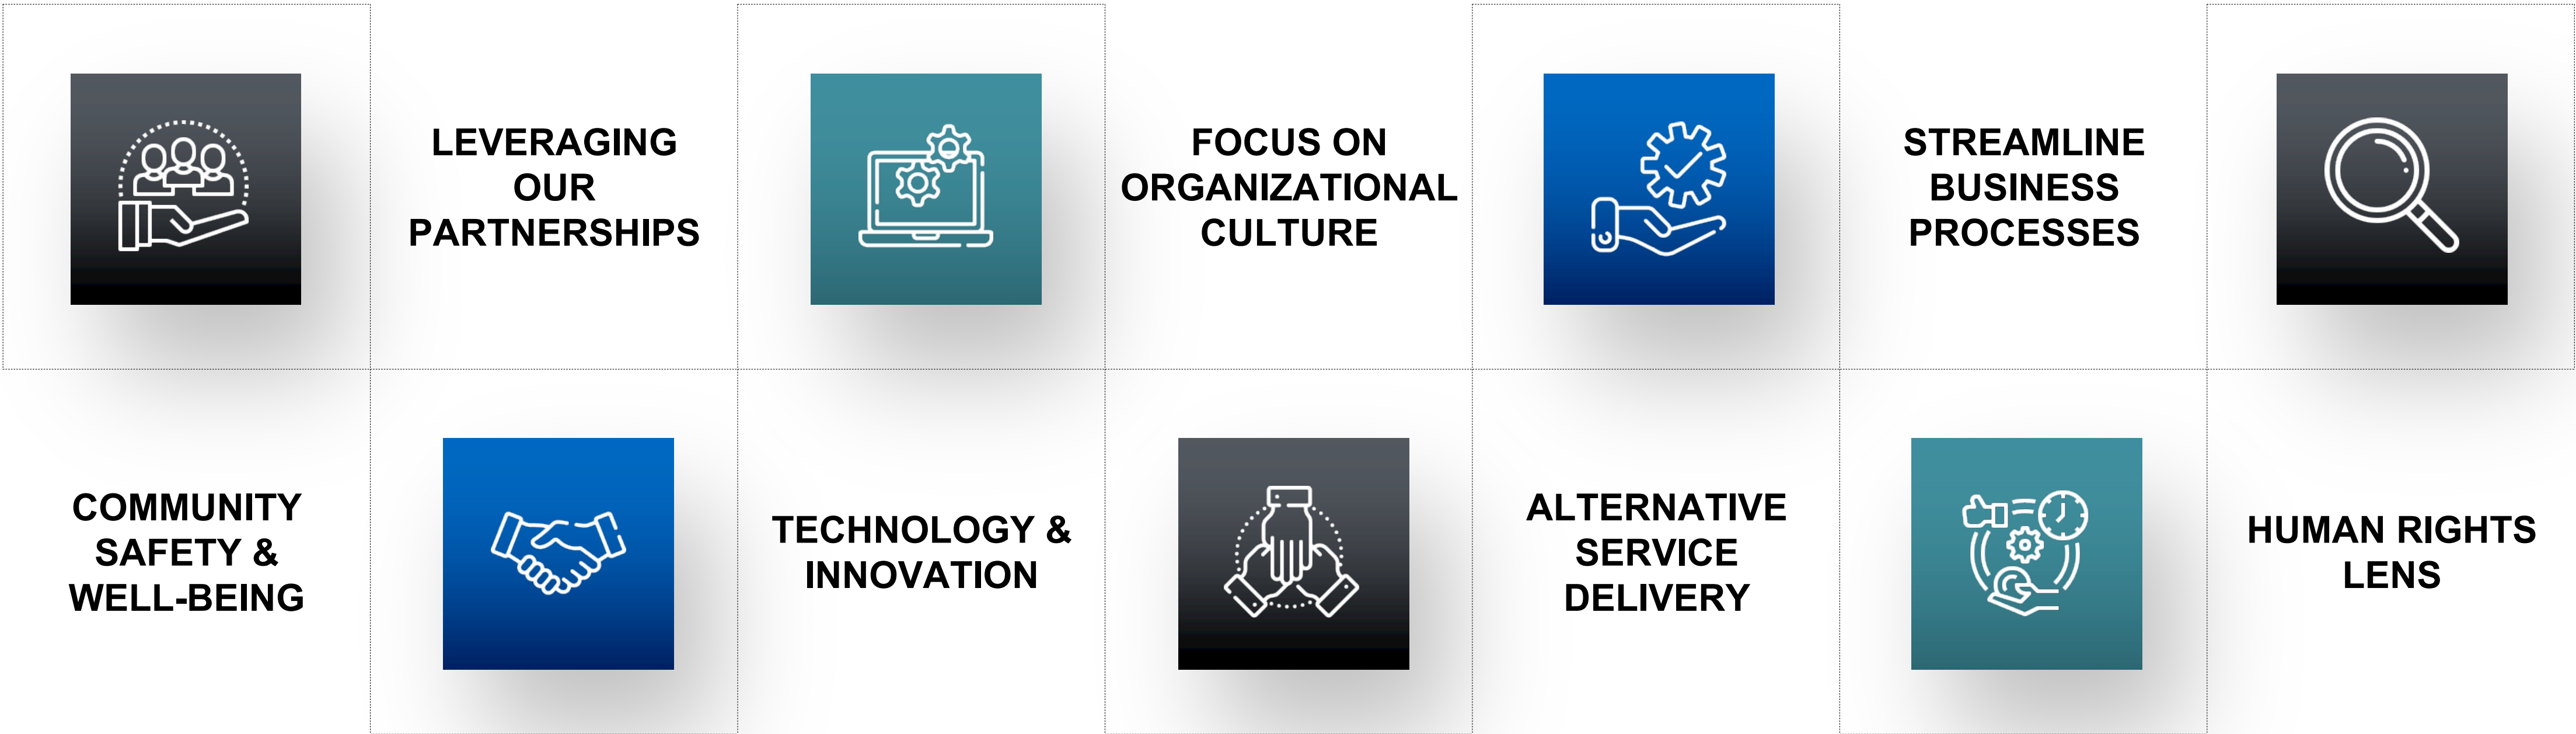 LEVERAGING
OUR
PARTNERSHIPS
FOCUS ON
ORGANIZATIONAL
CULTURE
STREAMLINE
BUSINESS
PROCESSES
COMMUNITY
SAFETY &
WELL-BEING
TECHNOLOGY &
INNOVATION
ALTERNATIVE
SERVICE
DELIVERY
HUMAN RIGHTS
LENS